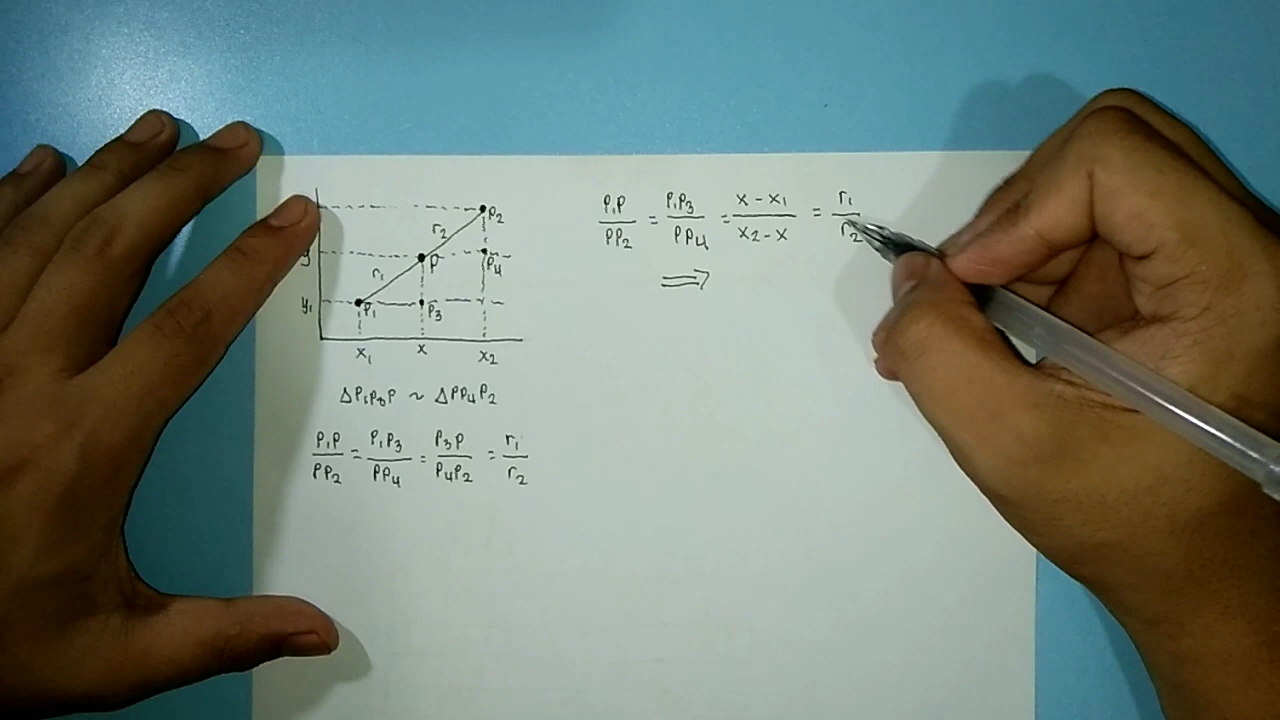 P2
r2
y P P4
r1
y1 P1 P3
x1 x x2
ΔP1P3P ~ ΔPP4P2
P1P/PP2 = P1P3/PP4 = P3P/P4P2 = r1/r2
P1P/PP2 = P1P3/PP4 = x-x1/x2-x = r1/r2
⇒